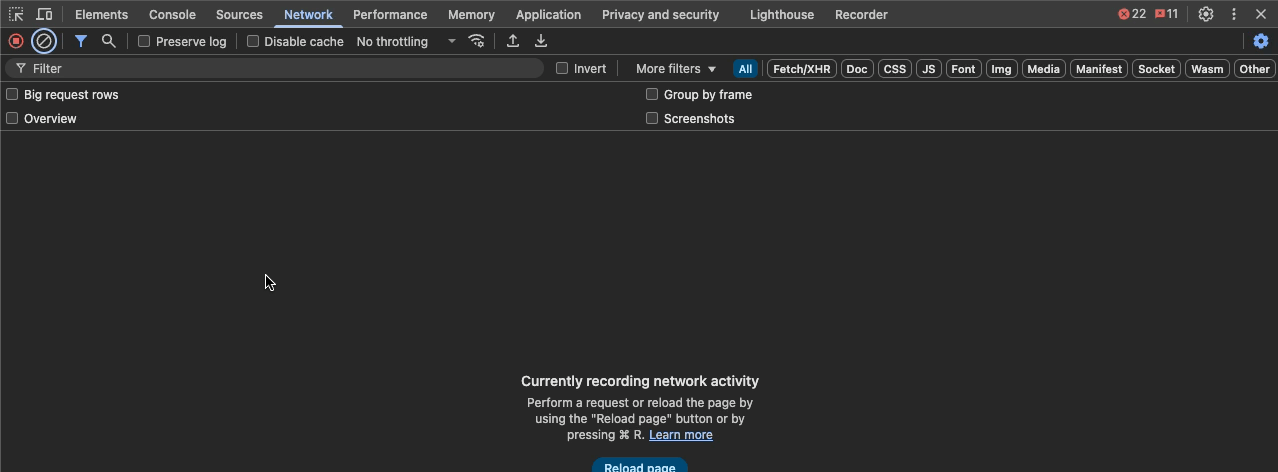 Elements Console Sources Network Performance Memory Application Privacy and security Lighthouse Recorder 22 11
Preserve log Disable cache No throttling
Filter Invert More filters All Fetch/XHR Doc CSS JS Font Img Media Manifest Socket Wasm Other
Big request rows Group by frame
Overview Screenshots
Currently recording network activity
Perform a request or reload the page by
using the "Reload page" button or by
pressing ⌘ R. Learn more
Reload page